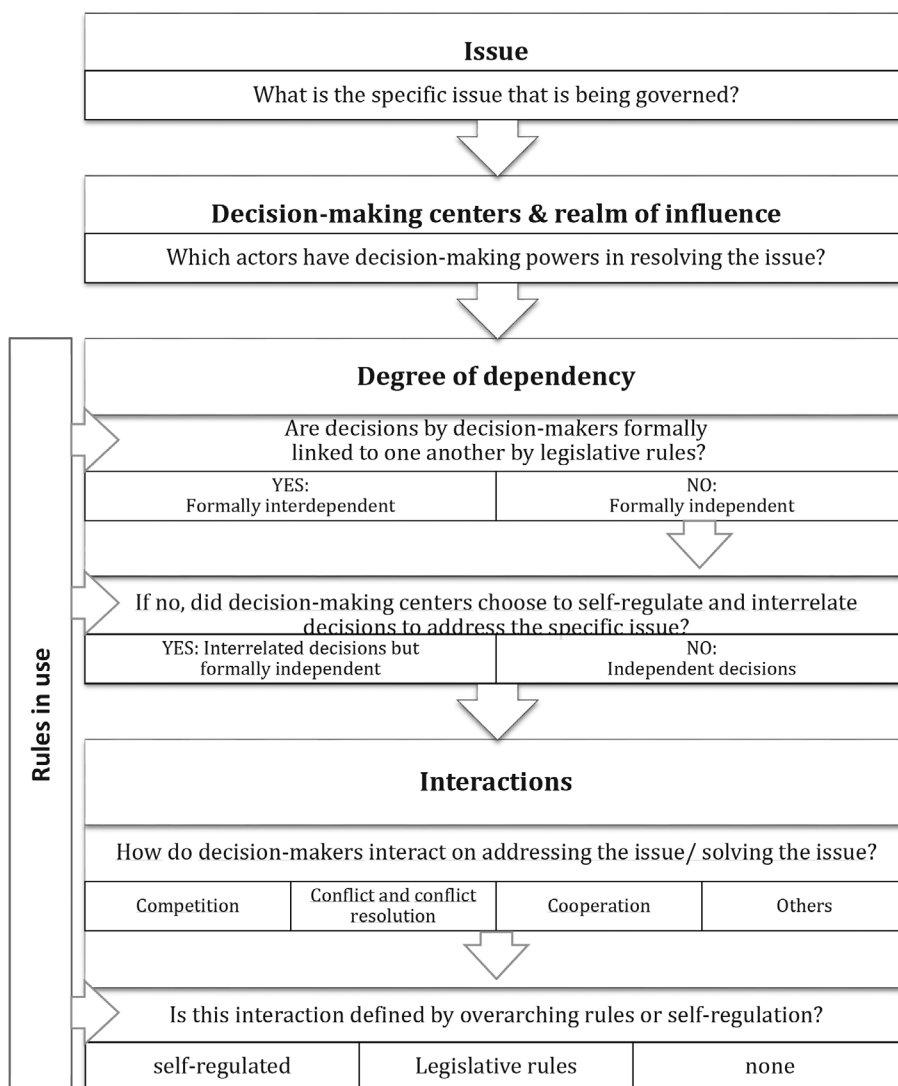 Issue
What is the specific issue that is being governed?
Decision-making centers & realm of influence
Which actors have decision-making powers in resolving the issue?
Rules in use
Degree of dependency
Are decisions by decision-makers formally
linked to one another by legislative rules?
YES:
Formally interdependent
NO:
Formally independent
If no, did decision-making centers choose to self-regulate and interrelate
decisions to address the specific issue?
YES: Interrelated decisions but
formally independent
NO:
Independent decisions
Interactions
How do decision-makers interact on addressing the issue/ solving the issue?
Competition
Conflict and conflict
resolution
Cooperation
Others
Is this interaction defined by overarching rules or self-regulation?
self-regulated
Legislative rules
none